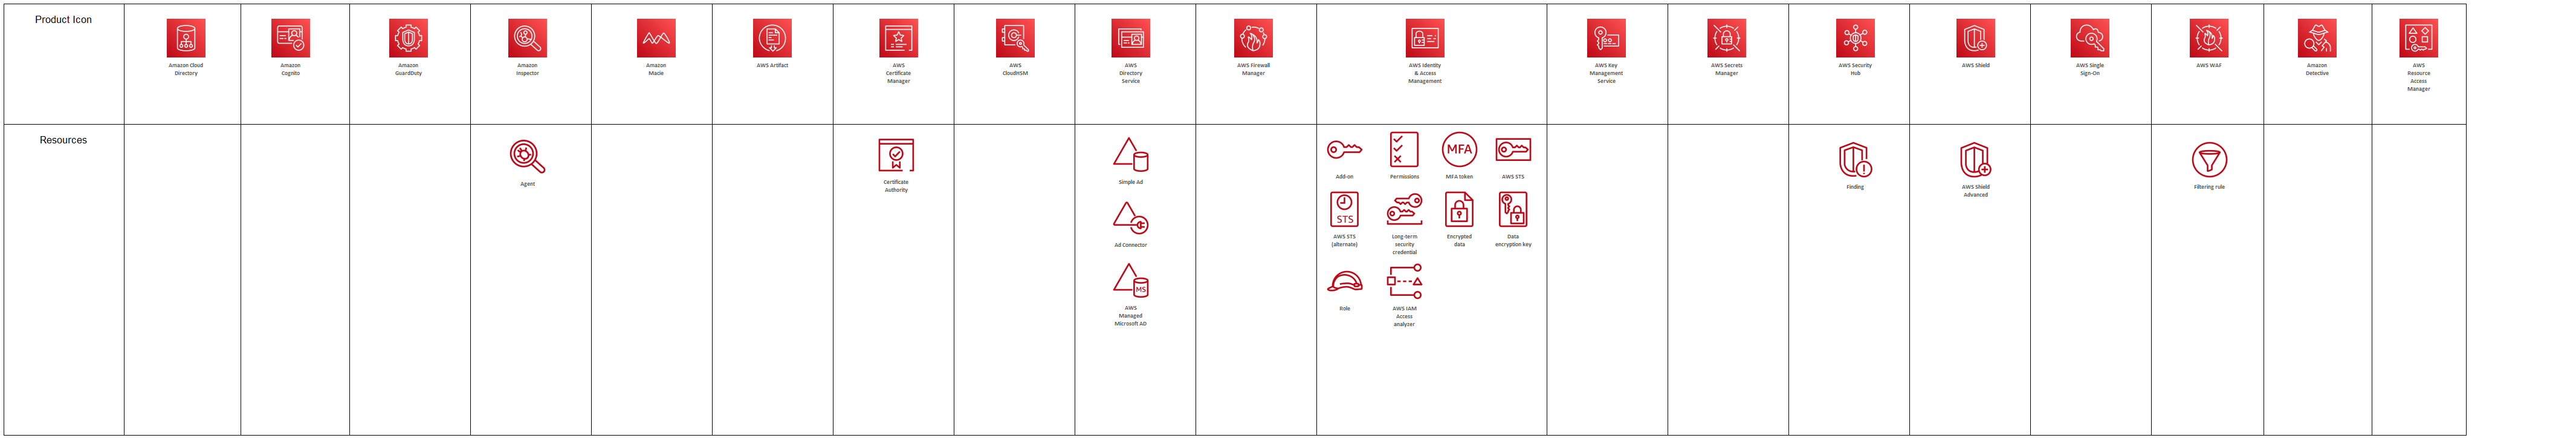 Product Icon
Amazon Cloud
Directory
Amazon
Cognito
Amazon
GuardDuty
Amazon
Inspector
Amazon
Macie
AWS Artifact
AWS
Certificate
Manager
AWS
CloudHSM
AWS
Directory
Service
AWS Firewall
Manager
AWS Identity
& Access
Management
AWS Key
Management
Service
AWS Secrets
Manager
AWS Security
Hub
AWS Shield
AWS Single
Sign-On
AWS WAF
Amazon
Detective
AWS
Resource
Access
Manager
Resources
Agent
Certificate
Authority
Simple Ad
Ad Connector
MS
AWS
Managed
Microsoft AD
Add-on
Permissions
MFA
MFA token
AWS STS
STS
AWS STS
(alternate)
Long-term
security
credential
Encrypted
data
Data
encryption key
Role
AWS IAM
Access
analyzer
Finding
AWS Shield
Advanced
Filtering rule